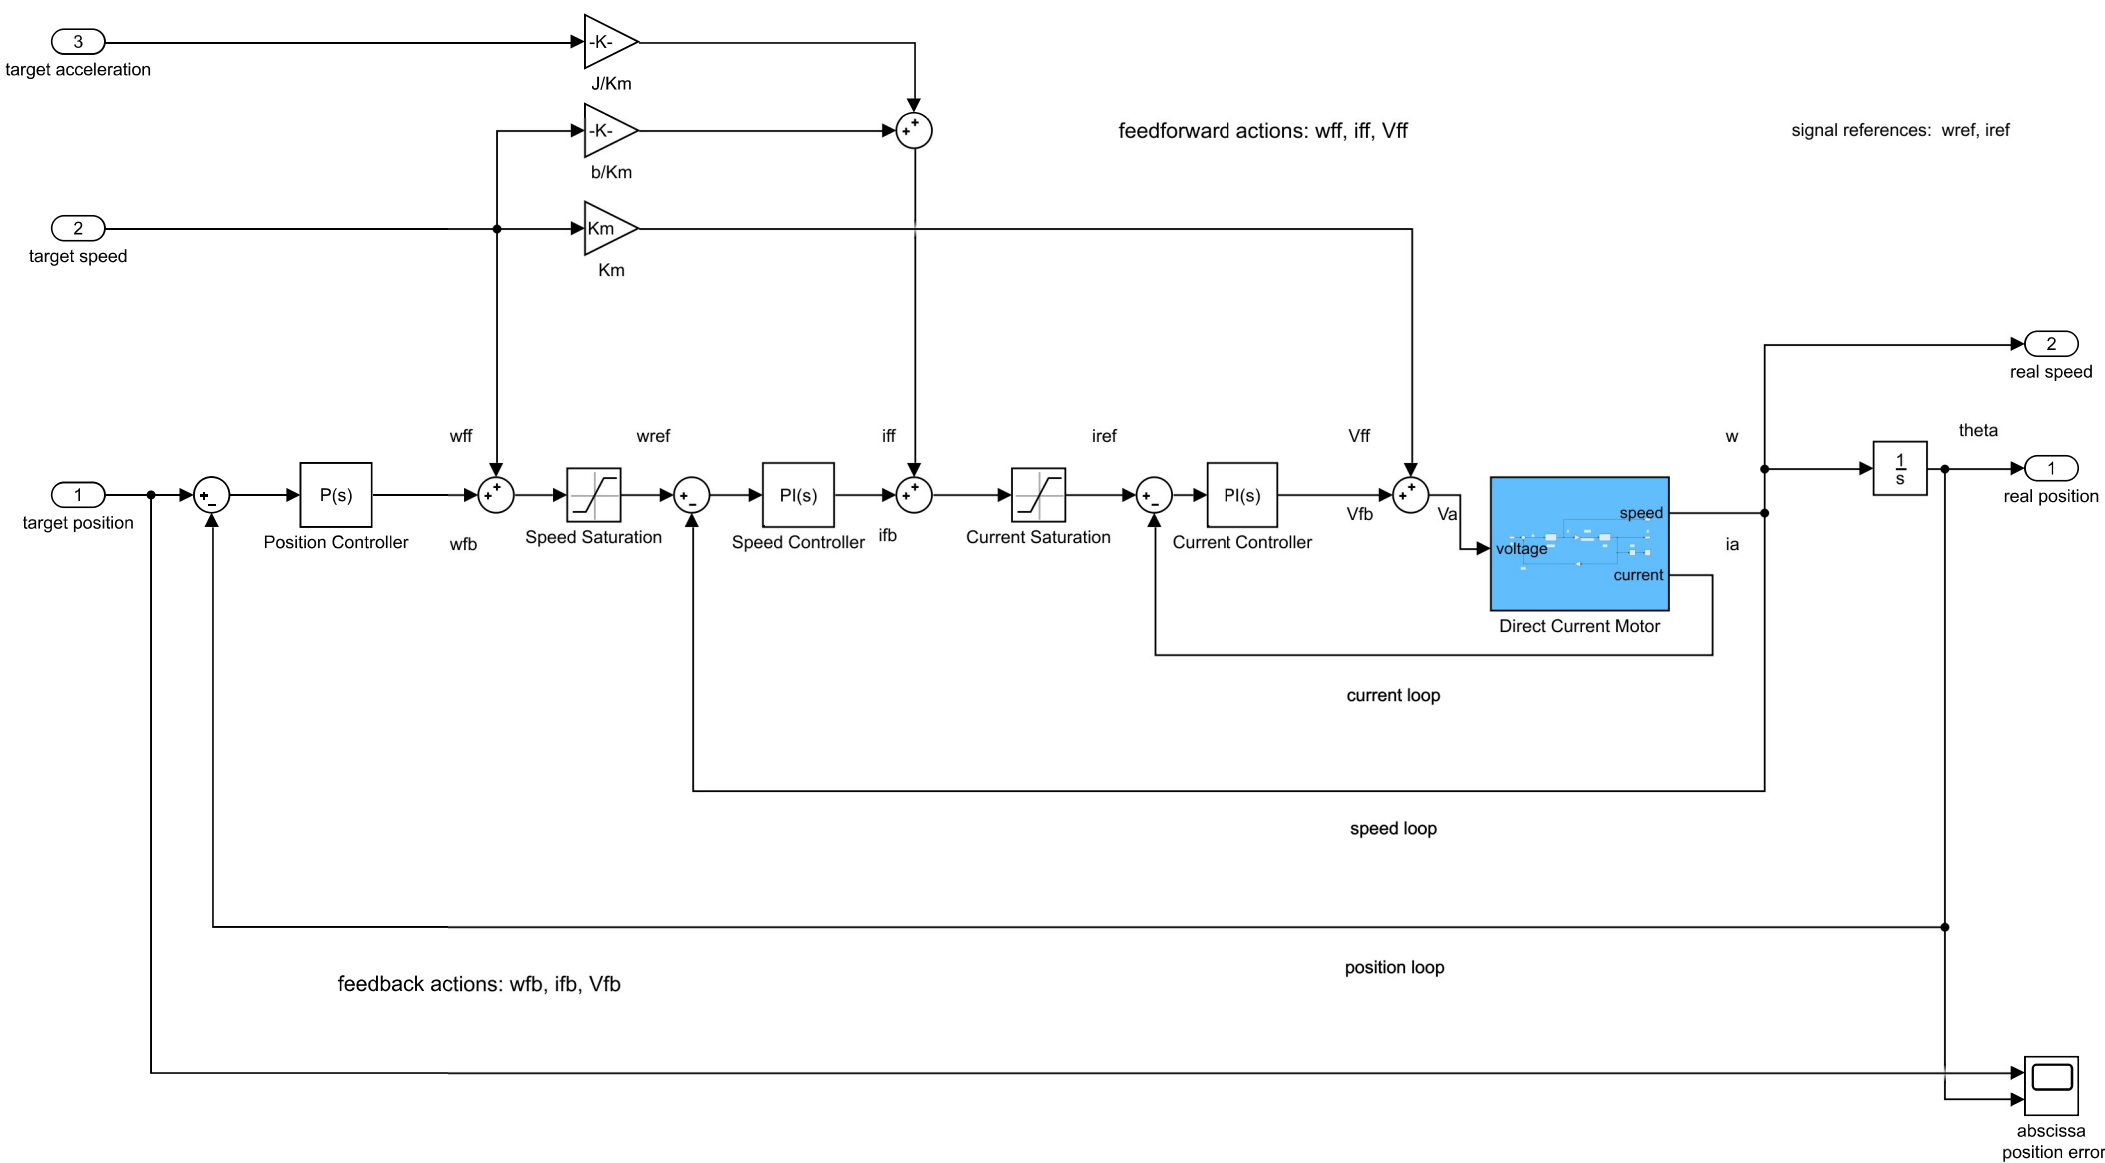 3
target acceleration
-K-
J/Km
-K-
b/Km
feedforward actions: wff, iff, Vff
signal references: wref, iref
2
target speed
Km
Km
2
real speed
wff
wref
iff
iref
Vff
w
theta
1
s
1
real position
1
target position
P(s)
Position Controller
wfb
Speed Saturation
PI(s)
Speed Controller
ifb
Current Saturation
PI(s)
Current Controller
Vfb
Va
speed
voltage
current
Direct Current Motor
ia
current loop
speed loop
position loop
feedback actions: wfb, ifb, Vfb
abscissa
position error